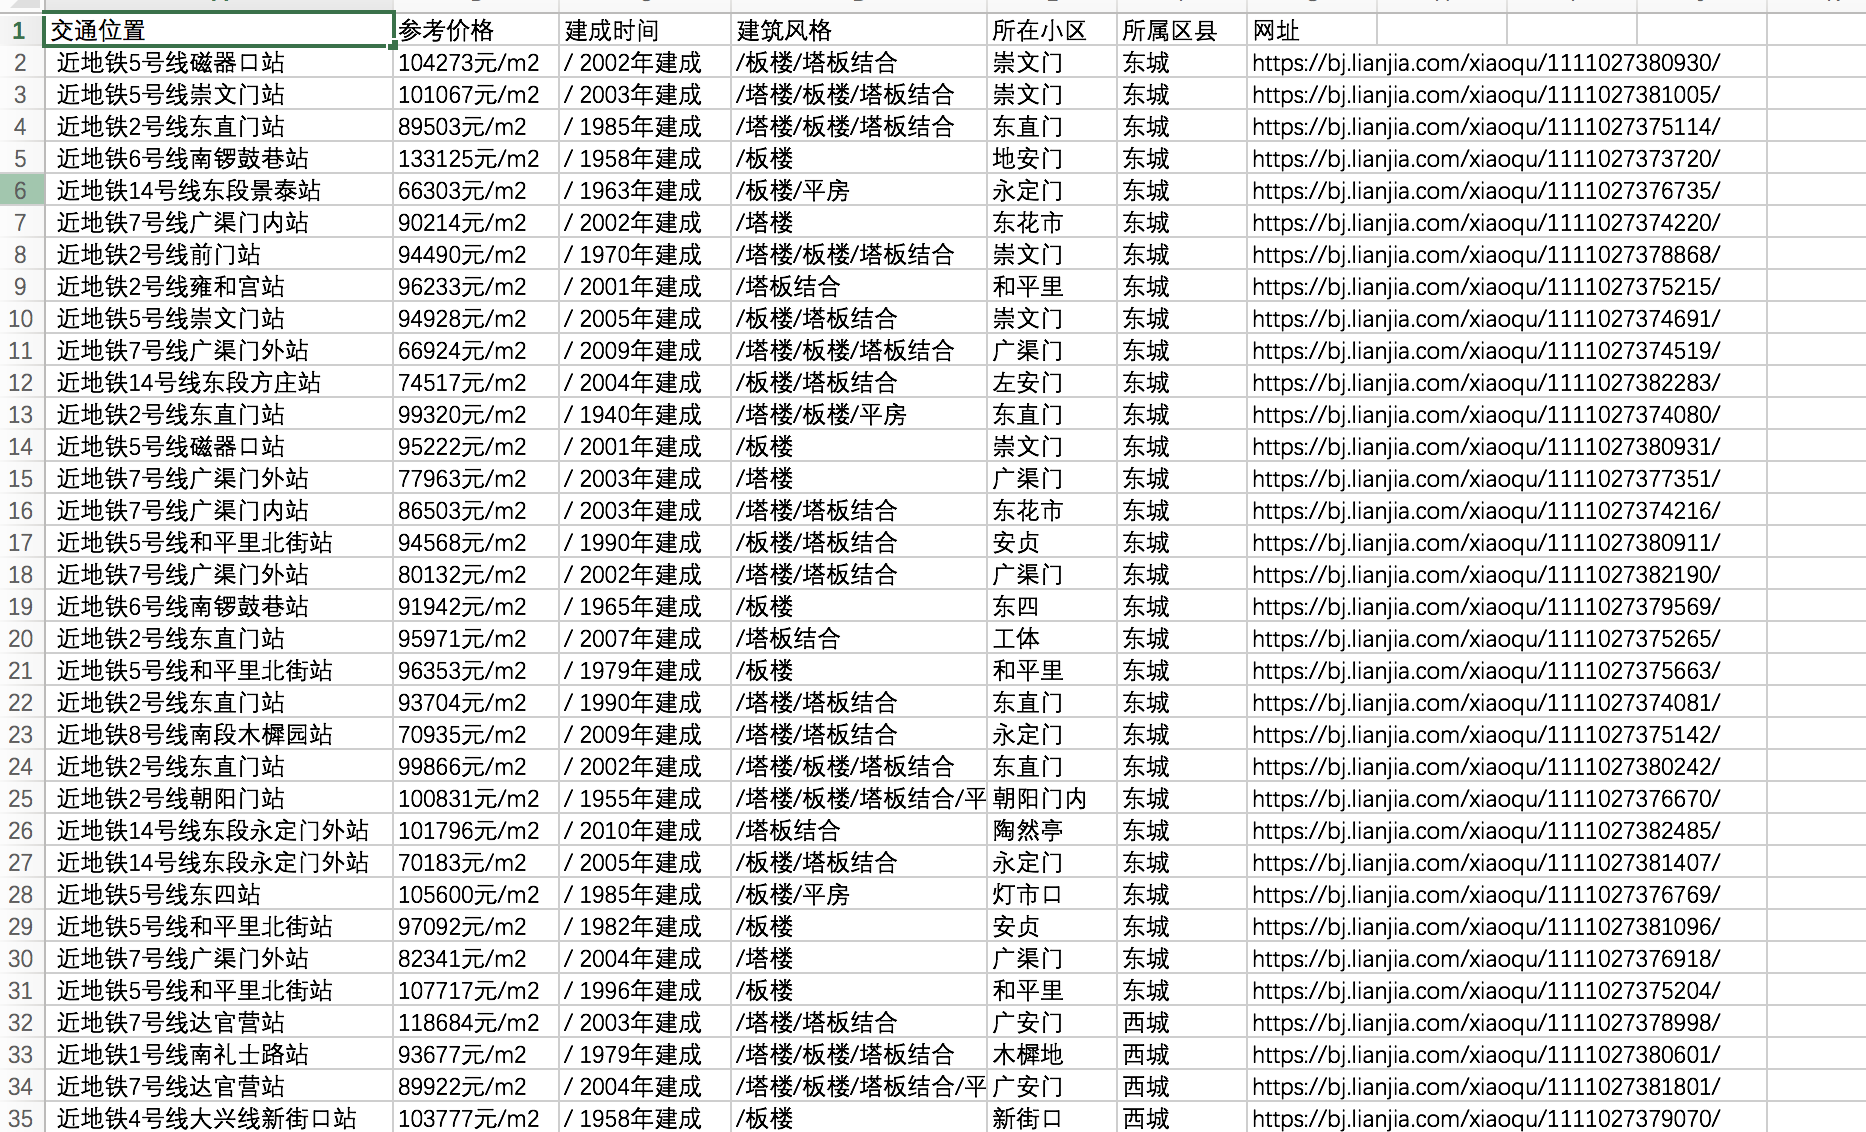 1 交通位置 参考价格 建成时间 建筑风格 所在小区 所属区县 网址
2 近地铁5号线磁器口站 104273元/m2 / 2002年建成 /板楼/塔板结合 崇文门 东城 https://bj.lianjia.com/xiaoqu/1111027380930/
3 近地铁5号线崇文门站 101067元/m2 / 2003年建成 /塔楼/板楼/塔板结合 崇文门 东城 https://bj.lianjia.com/xiaoqu/1111027381005/
4 近地铁2号线东直门站 89503元/m2 / 1985年建成 /塔楼/板楼/塔板结合 东直门 东城 https://bj.lianjia.com/xiaoqu/1111027375114/
5 近地铁6号线南锣鼓巷站 133125元/m2 / 1958年建成 /板楼 地安门 东城 https://bj.lianjia.com/xiaoqu/1111027373720/
6 近地铁14号线东段景泰站 66303元/m2 / 1963年建成 /板楼/平房 永定门 东城 https://bj.lianjia.com/xiaoqu/1111027376735/
7 近地铁7号线广渠门内站 90214元/m2 / 2002年建成 /塔楼 东花市 东城 https://bj.lianjia.com/xiaoqu/1111027374220/
8 近地铁2号线前门站 94490元/m2 / 1970年建成 /塔楼/板楼/塔板结合 崇文门 东城 https://bj.lianjia.com/xiaoqu/1111027378868/
9 近地铁2号线雍和宫站 96233元/m2 / 2001年建成 /塔板结合 和平里 东城 https://bj.lianjia.com/xiaoqu/1111027375215/
10 近地铁5号线崇文门站 94928元/m2 / 2005年建成 /板楼/塔板结合 崇文门 东城 https://bj.lianjia.com/xiaoqu/1111027374691/
11 近地铁7号线广渠门外站 66924元/m2 / 2009年建成 /塔楼/板楼/塔板结合 广渠门 东城 https://bj.lianjia.com/xiaoqu/1111027374519/
12 近地铁14号线东段方庄站 74517元/m2 / 2004年建成 /板楼/塔板结合 左安门 东城 https://bj.lianjia.com/xiaoqu/1111027382283/
13 近地铁2号线东直门站 99320元/m2 / 1940年建成 /塔楼/板楼/平房 东直门 东城 https://bj.lianjia.com/xiaoqu/1111027374080/
14 近地铁5号线磁器口站 95222元/m2 / 2001年建成 /板楼 崇文门 东城 https://bj.lianjia.com/xiaoqu/1111027380931/
15 近地铁7号线广渠门外站 77963元/m2 / 2003年建成 /塔楼 广渠门 东城 https://bj.lianjia.com/xiaoqu/1111027377351/
16 近地铁7号线广渠门内站 86503元/m2 / 2003年建成 /塔楼/塔板结合 东花市 东城 https://bj.lianjia.com/xiaoqu/1111027374216/
17 近地铁5号线和平里北街站 94568元/m2 / 1990年建成 /板楼/塔板结合 安贞 东城 https://bj.lianjia.com/xiaoqu/1111027380911/
18 近地铁7号线广渠门外站 80132元/m2 / 2002年建成 /塔楼/塔板结合 广渠门 东城 https://bj.lianjia.com/xiaoqu/1111027382190/
19 近地铁6号线南锣鼓巷站 91942元/m2 / 1965年建成 /板楼 东四 东城 https://bj.lianjia.com/xiaoqu/1111027379569/
20 近地铁2号线东直门站 95971元/m2 / 2007年建成 /塔板结合 工体 东城 https://bj.lianjia.com/xiaoqu/1111027375265/
21 近地铁5号线和平里北街站 96353元/m2 / 1979年建成 /板楼 和平里 东城 https://bj.lianjia.com/xiaoqu/1111027375663/
22 近地铁2号线东直门站 93704元/m2 / 1990年建成 /塔楼/塔板结合 东直门 东城 https://bj.lianjia.com/xiaoqu/1111027374081/
23 近地铁8号线南段木樨园站 70935元/m2 / 2009年建成 /板楼/塔板结合 永定门 东城 https://bj.lianjia.com/xiaoqu/1111027375142/
24 近地铁2号线东直门站 99866元/m2 / 2002年建成 /塔楼/板楼/塔板结合 东直门 东城 https://bj.lianjia.com/xiaoqu/1111027380242/
25 近地铁2号线朝阳门站 100831元/m2 / 1955年建成 /塔楼/板楼/塔板结合/平 朝阳门内 东城 https://bj.lianjia.com/xiaoqu/1111027376670/
26 近地铁14号线东段永定门外站 101796元/m2 / 2010年建成 /塔板结合 陶然亭 东城 https://bj.lianjia.com/xiaoqu/1111027382485/
27 近地铁14号线东段永定门外站 70183元/m2 / 2005年建成 /板楼/塔板结合 永定门 东城 https://bj.lianjia.com/xiaoqu/1111027381407/
28 近地铁5号线东四站 105600元/m2 / 1985年建成 /板楼/平房 灯市口 东城 https://bj.lianjia.com/xiaoqu/1111027376769/
29 近地铁5号线和平里北街站 97092元/m2 / 1982年建成 /板楼 安贞 东城 https://bj.lianjia.com/xiaoqu/1111027381096/
30 近地铁7号线广渠门外站 82341元/m2 / 2004年建成 /塔楼 广渠门 东城 https://bj.lianjia.com/xiaoqu/1111027376918/
31 近地铁5号线和平里北街站 107717元/m2 / 1996年建成 /板楼 和平里 东城 https://bj.lianjia.com/xiaoqu/1111027375204/
32 近地铁7号线达官营站 118684元/m2 / 2003年建成 /塔楼/塔板结合 广安门 西城 https://bj.lianjia.com/xiaoqu/1111027378998/
33 近地铁1号线南礼士路站 93677元/m2 / 1979年建成 /塔楼/板楼/塔板结合 木樨地 西城 https://bj.lianjia.com/xiaoqu/1111027380601/
34 近地铁7号线达官营站 89922元/m2 / 2004年建成 /塔楼/板楼/塔板结合/平 广安门 西城 https://bj.lianjia.com/xiaoqu/1111027381801/
35 近地铁4号线大兴线新街口站 103777元/m2 / 1958年建成 /板楼 新街口 西城 https://bj.lianjia.com/xiaoqu/1111027379070/